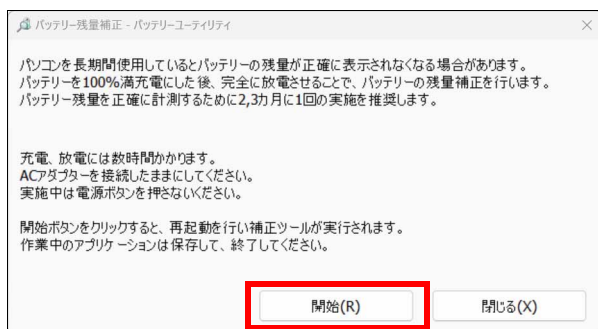 バッテリー残量補正 - バッテリーユーティリティ
パソコンを長期間使用しているとバッテリーの残量が正確に表示されなくなる場合があります。
バッテリーを100%満充電にした後、完全に放電させることで、バッテリーの残量補正を行います。
バッテリー残量を正確に計測するために2,3カ月に1回の実施を推奨します。
充電、放電には数時間かかります。
ACアダプターを接続したままにしてください。
実施中は電源ボタンを押さないください。
開始ボタンをクリックすると、再起動を行い補正ツールが実行されます。
作業中のアプリケーションは保存して、終了してください。
開始(R)
閉じる(X)